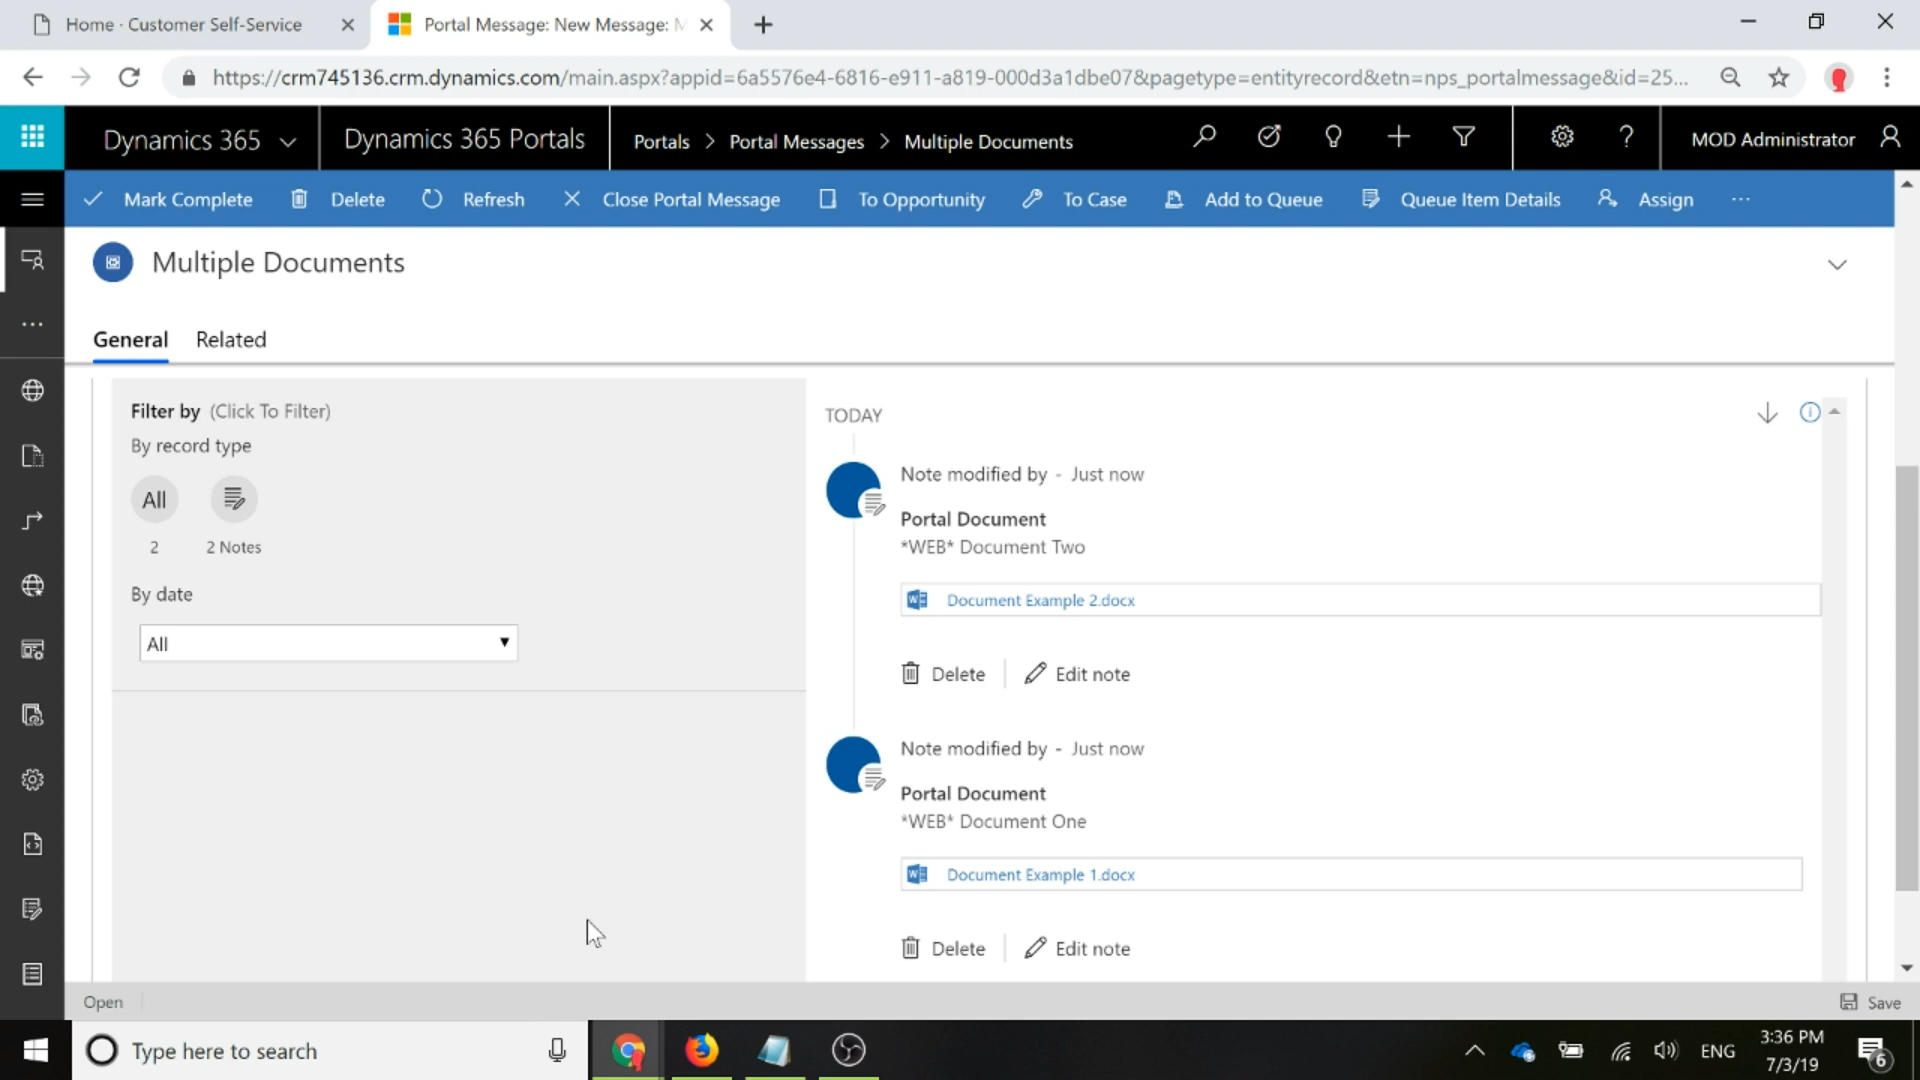 Home · Customer Self-Service
Portal Message: New Message: M
https://crm745136.crm.dynamics.com/main.aspx?appid=6a5576e4-6816-e911-a819-000d3a1dbe07&pagetype=entityrecord&etn=nps_portalmessage&id=25...
Dynamics 365
Dynamics 365 Portals
Portals > Portal Messages > Multiple Documents
MOD Administrator
Mark Complete Delete Refresh Close Portal Message To Opportunity To Case Add to Queue Queue Item Details Assign ...
Multiple Documents
General Related
Filter by (Click To Filter)
By record type
All
2 2 Notes
By date
All
TODAY
Note modified by - Just now
Portal Document
*WEB* Document Two
Document Example 2.docx
Delete Edit note
Note modified by - Just now
Portal Document
*WEB* Document One
Document Example 1.docx
Delete Edit note
Open Save
Type here to search
ENG
3:36 PM
7/3/19
6